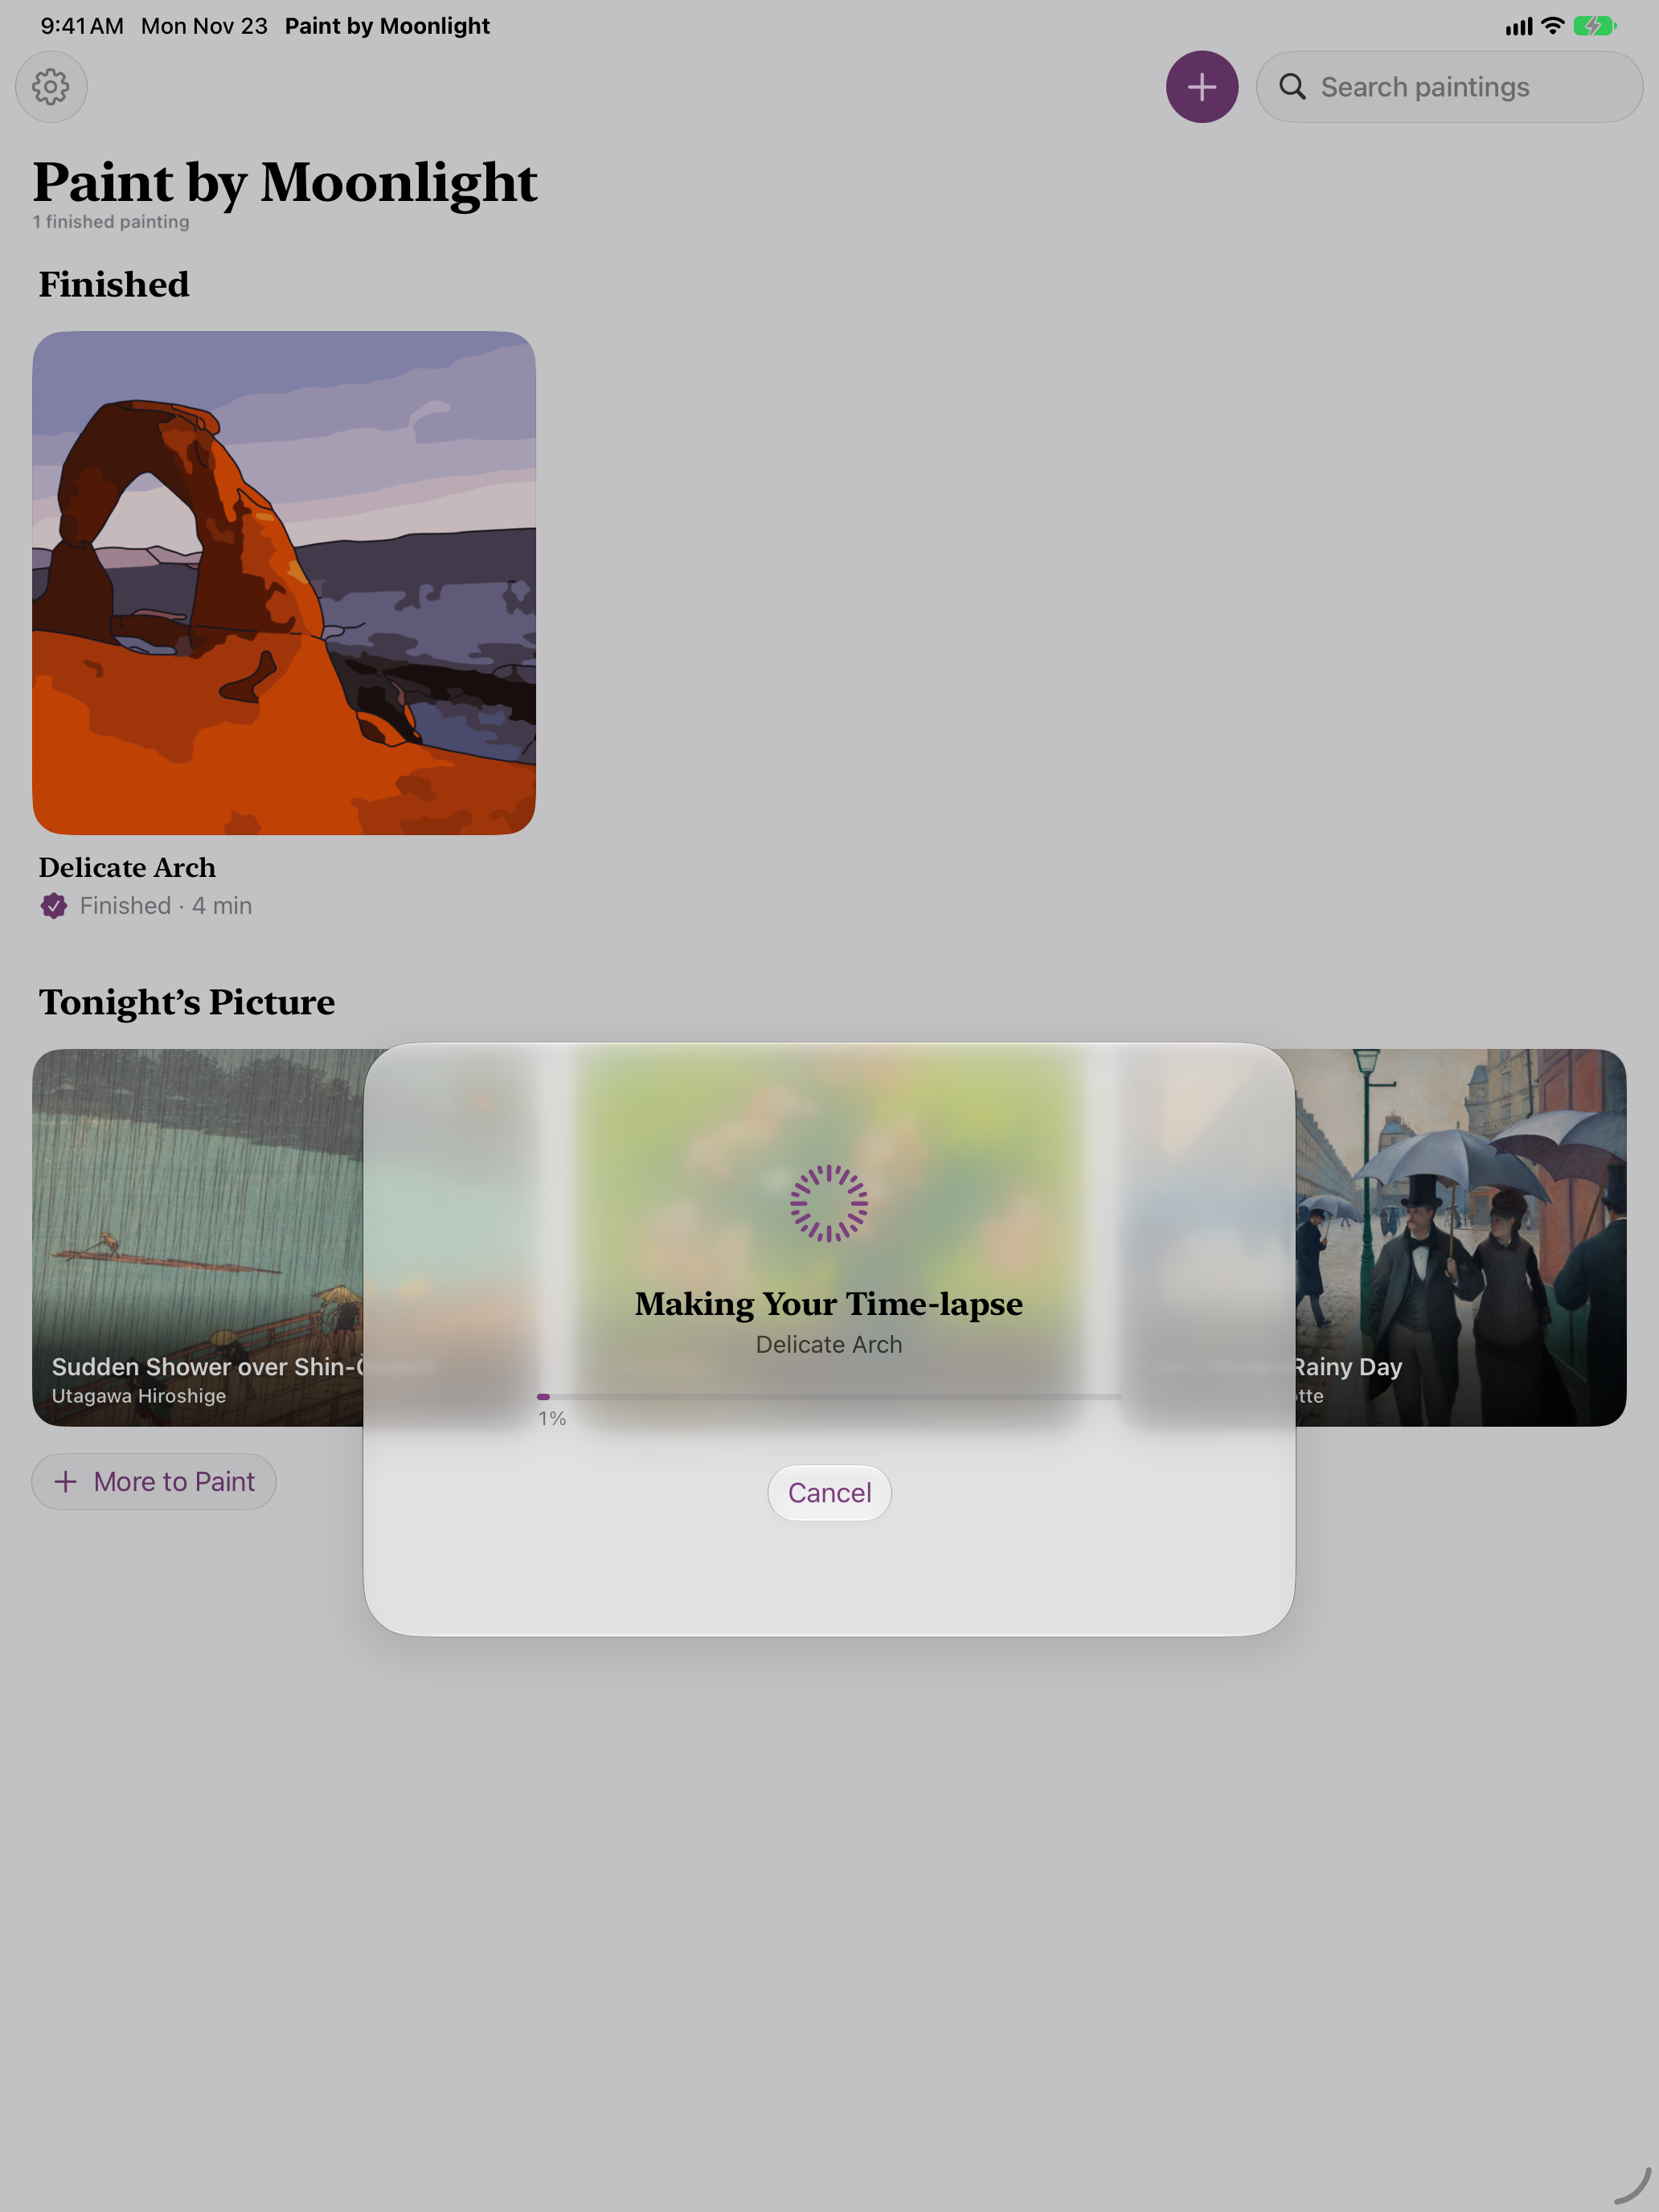 9:41 AM Mon Nov 23 Paint by Moonlight
Search paintings
Paint by Moonlight
1 finished painting
Finished
Delicate Arch
Finished · 4 min
Tonight’s Picture
Sudden Shower over Shin-
Utagawa Hiroshige
Rainy Day
tte
Making Your Time-lapse
Delicate Arch
1%
Cancel
More to Paint